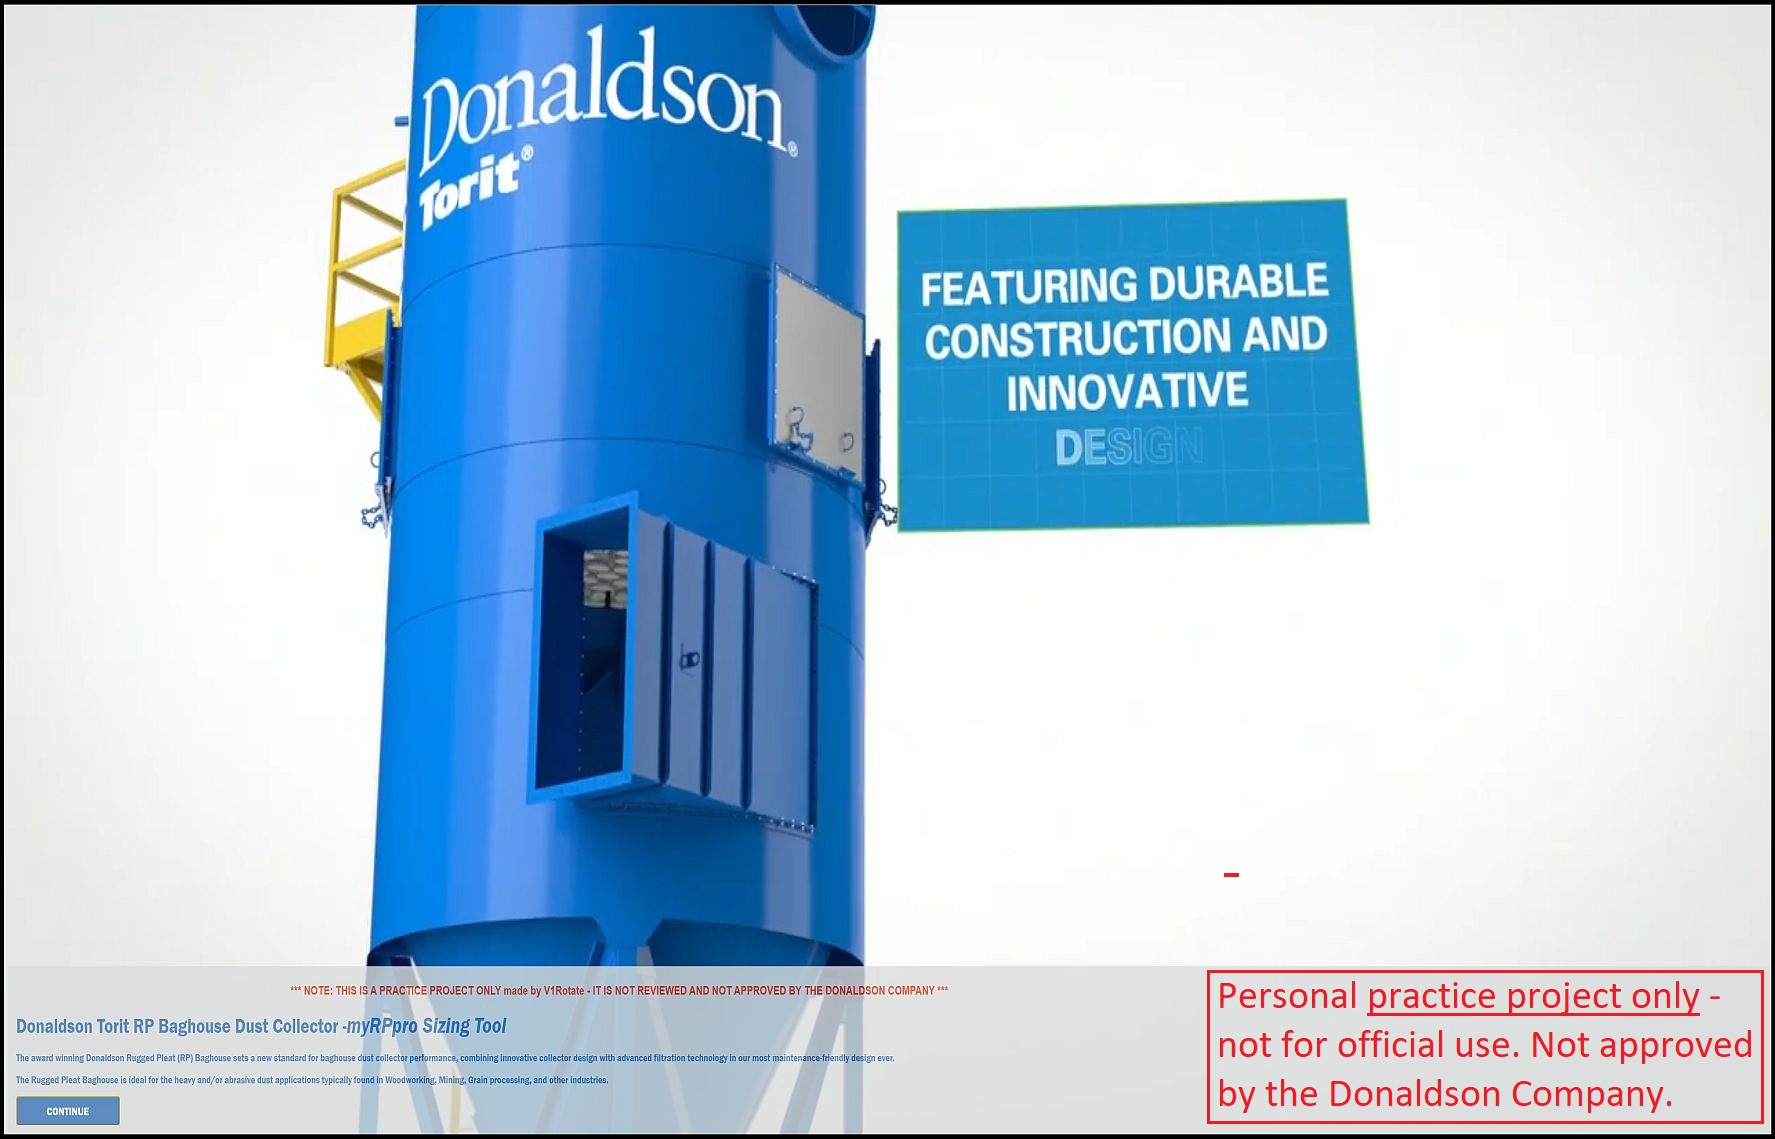 Donaldson®
Torit®
FEATURING DURABLE
CONSTRUCTION AND
INNOVATIVE
DESIGN
*** NOTE: THIS IS A PRACTICE PROJECT ONLY made by V1Rotate - IT IS NOT REVIEWED AND NOT APPROVED BY THE DONALDSON COMPANY ***
Donaldson Torit RP Baghouse Dust Collector -myRPpro Sizing Tool
The award winning Donaldson Rugged Pleat (RP) Baghouse sets a new standard for baghouse dust collector performance, combining innovative collector design with advanced filtration technology in our most maintenance-friendly design ever.
The Rugged Pleat Baghouse is ideal for the heavy and/or abrasive dust applications typically found in Woodworking, Mining, Grain processing, and other industries.
CONTINUE
Personal practice project only -
not for official use. Not approved
by the Donaldson Company.